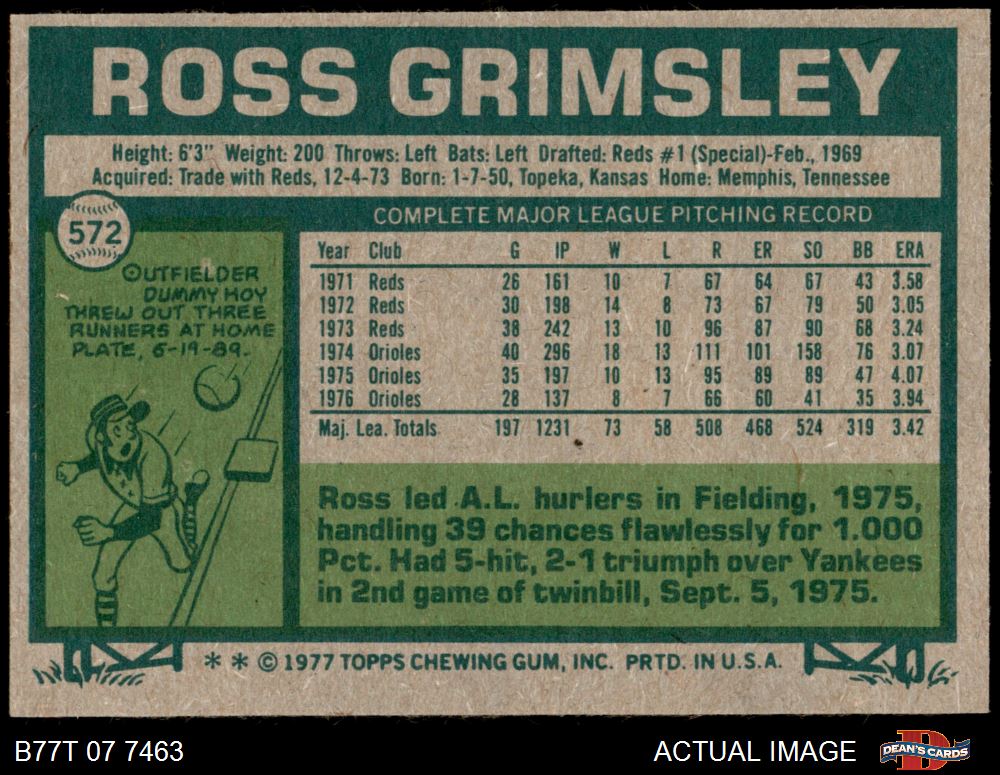 ROSS GRIMSLEY
Height: 6'3" Weight: 200 Throws: Left Bats: Left Drafted: Reds #1 (Special)-Feb., 1969
Acquired: Trade with Reds, 12-4-73 Born: 1-7-50, Topeka, Kansas Home: Memphis, Tennessee
572
OUTFIELDER
DUMMY HOY
THREW OUT THREE
RUNNERS AT HOME
PLATE, 6-19-89.
COMPLETE MAJOR LEAGUE PITCHING RECORD
Year Club G IP W L R ER SO BB ERA
1971 Reds 26 161 10 7 67 64 67 43 3.58
1972 Reds 30 198 14 8 73 67 79 50 3.05
1973 Reds 38 242 13 10 96 87 90 68 3.24
1974 Orioles 40 296 18 13 111 101 158 76 3.07
1975 Orioles 35 197 10 13 95 89 89 47 4.07
1976 Orioles 28 137 8 7 66 60 41 35 3.94
Maj. Lea. Totals 197 1231 73 58 508 468 524 319 3.42
Ross led A.L. hurlers in Fielding, 1975,
handling 39 chances flawlessly for 1.000
Pct. Had 5-hit, 2-1 triumph over Yankees
in 2nd game of twinbill, Sept. 5, 1975.
* * © 1977 TOPPS CHEWING GUM, INC. PRTD. IN U.S.A.
B77T 07 7463 ACTUAL IMAGE DEAN'S CARDS